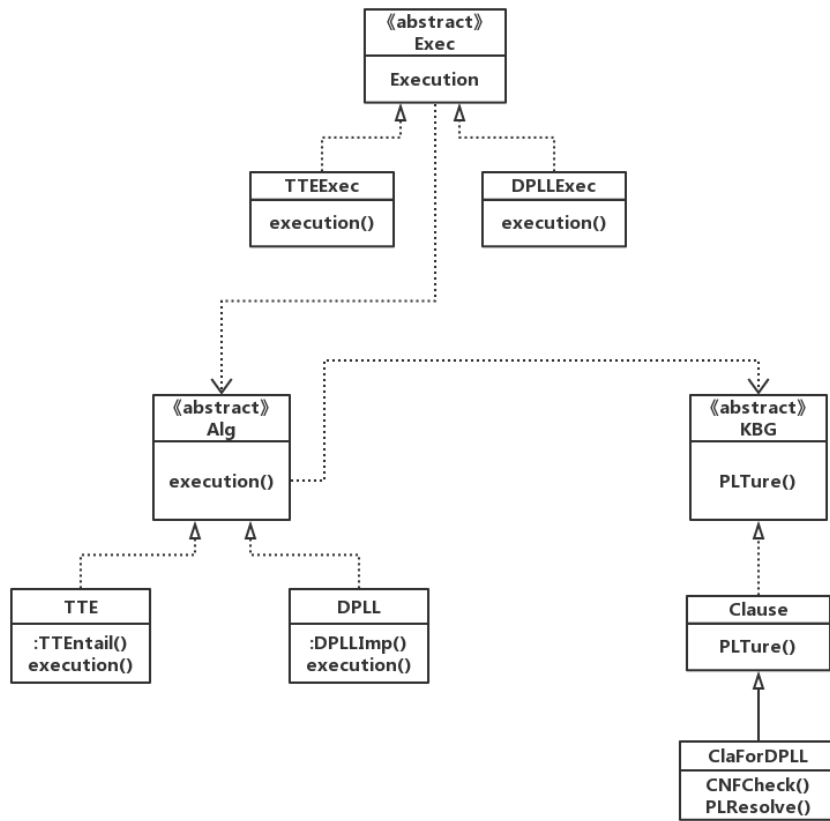 《abstract》
Exec
Execution
TTEExec
execution()
DPLLExec
execution()
《abstract》
Alg
execution()
《abstract》
KBG
PLTure()
TTE
:TTEntail()
execution()
DPLL
:DPLLImp()
execution()
Clause
PLTure()
ClaForDPLL
CNFCheck()
PLResolve()